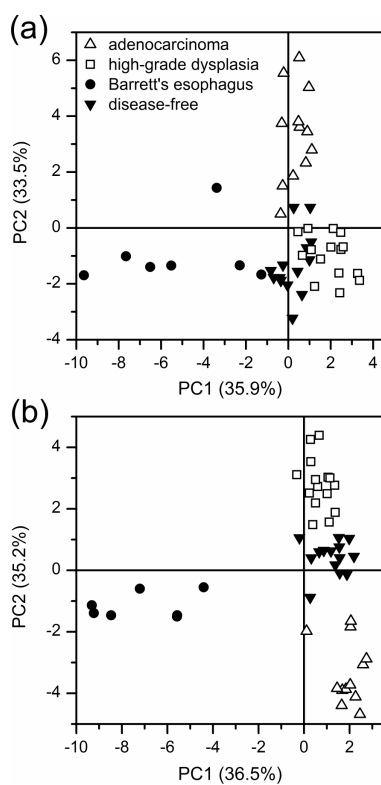 (a)
adenocarcinoma
high-grade dysplasia
Barrett's esophagus
disease-free
6
4
2
0
-2
-4
PC2 (33.5%)
-10 -8 -6 -4 -2 0 2 4
PC1 (35.9%)
(b)
4
2
0
-2
-4
PC2 (35.2%)
-10 -8 -6 -4 -2 0 2
PC1 (36.5%)